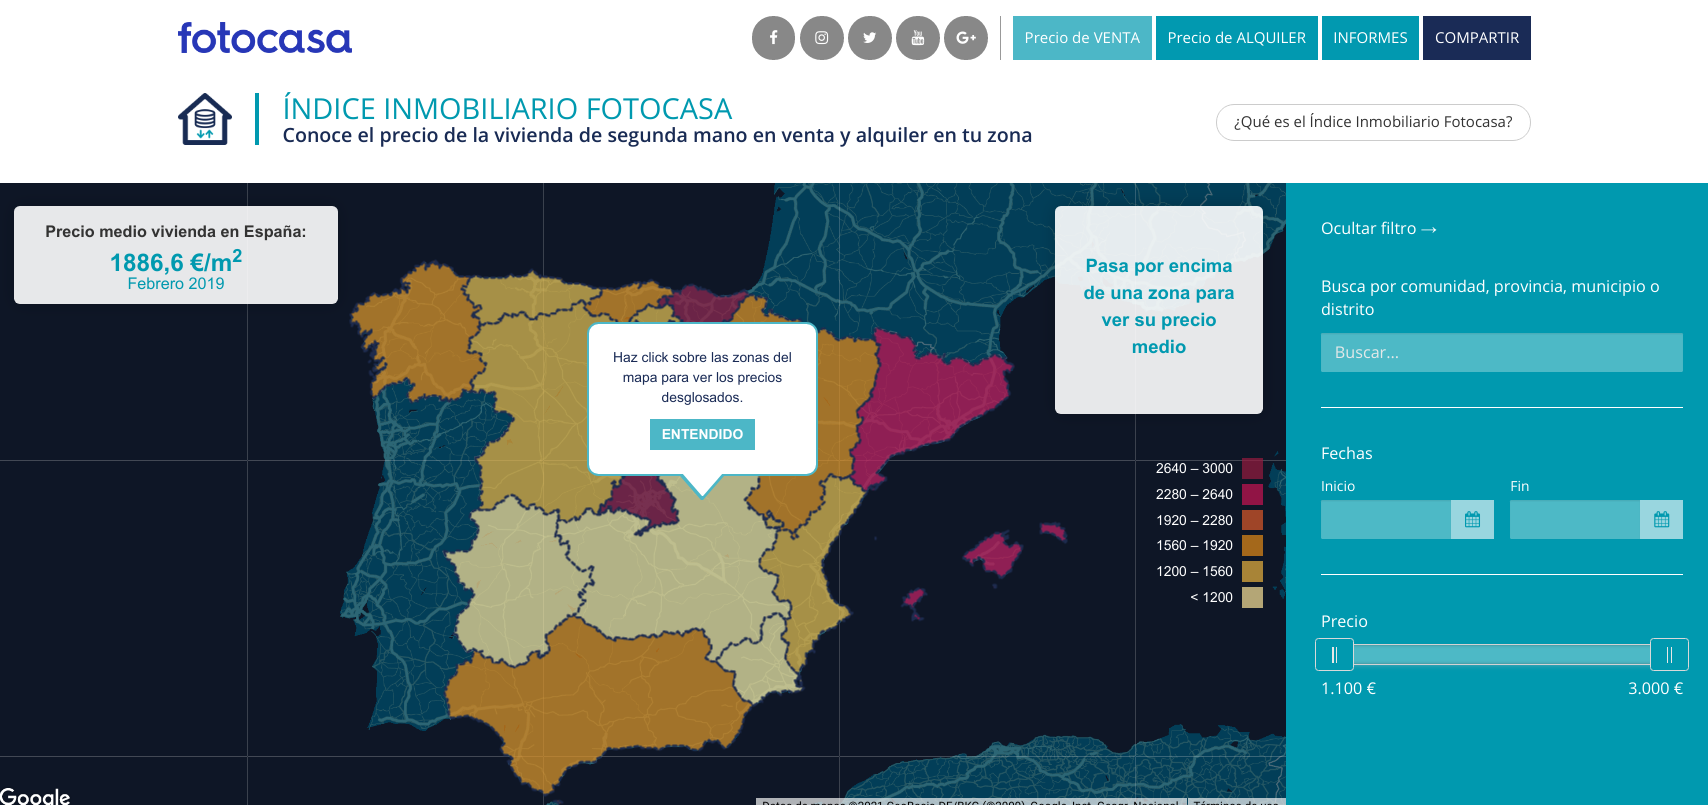 fotocasa
Precio de VENTA
Precio de ALQUILER
INFORMES
COMPARTIR
ÍNDICE INMOBILIARIO FOTOCASA
Conoce el precio de la vivienda de segunda mano en venta y alquiler en tu zona
¿Qué es el Índice Inmobiliario Fotocasa?
Precio medio vivienda en España:
1886,6 €/m²
Febrero 2019
Haz click sobre las zonas del
mapa para ver los precios
desglosados.
ENTENDIDO
Pasa por encima
de una zona para
ver su precio
medio
2640 – 3000
2280 – 2640
1920 – 2280
1560 – 1920
1200 – 1560
< 1200
Ocultar filtro →
Busca por comunidad, provincia, municipio o
distrito
Buscar...
Fechas
Inicio
Fin
Precio
1.100 €
3.000 €
Google